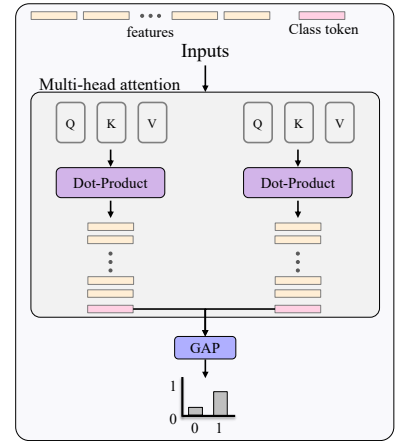 features
Class token
Inputs
Multi-head attention
Q K V Q K V
Dot-Product Dot-Product
GAP
1
0
0 1